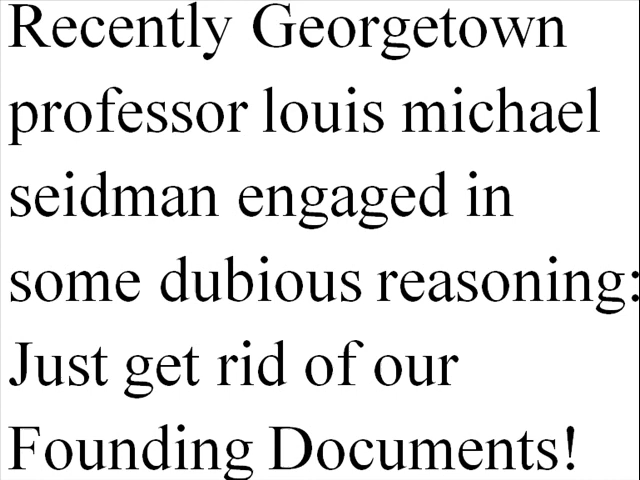 Recently Georgetown
professor louis michael
seidman engaged in
some dubious reasoning:
Just get rid of our
Founding Documents!